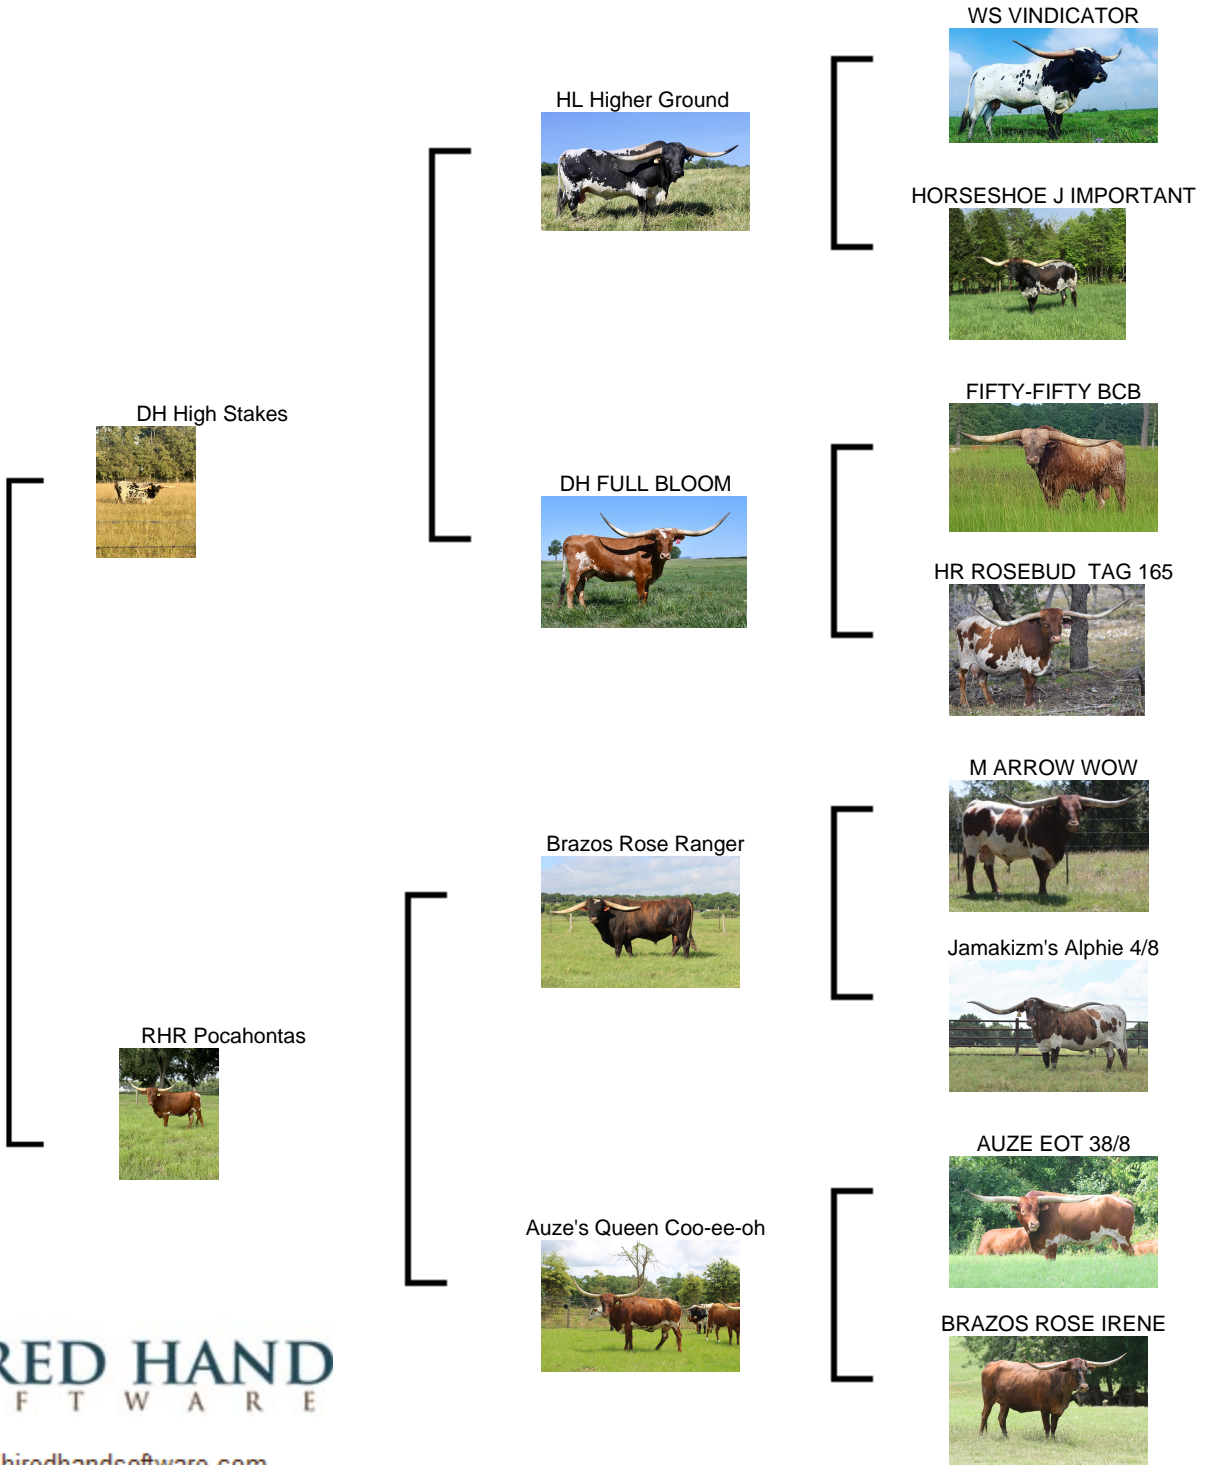 WS VINDICATOR
HL Higher Ground
HORSESHOE J IMPORTANT
FIFTY-FIFTY BCB
DH High Stakes
DH FULL BLOOM
HR ROSEBUD  TAG 165
M ARROW WOW
Brazos Rose Ranger
Jamakizm's Alphie 4/8
RHR Pocahontas
AUZE EOT 38/8
Auze's Queen Coo-ee-oh
BRAZOS ROSE IRENE
RED HAND
F T W A R E
hiredhandsoftware.com